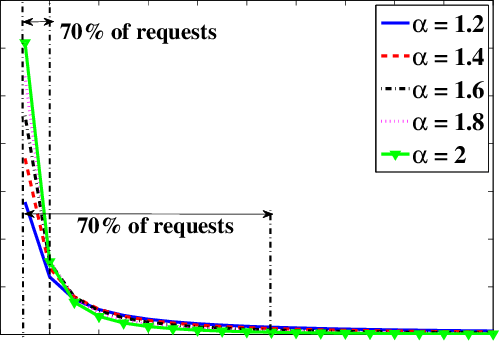 70% of requests
α = 1.2
α = 1.4
α = 1.6
α = 1.8
α = 2
70% of requests